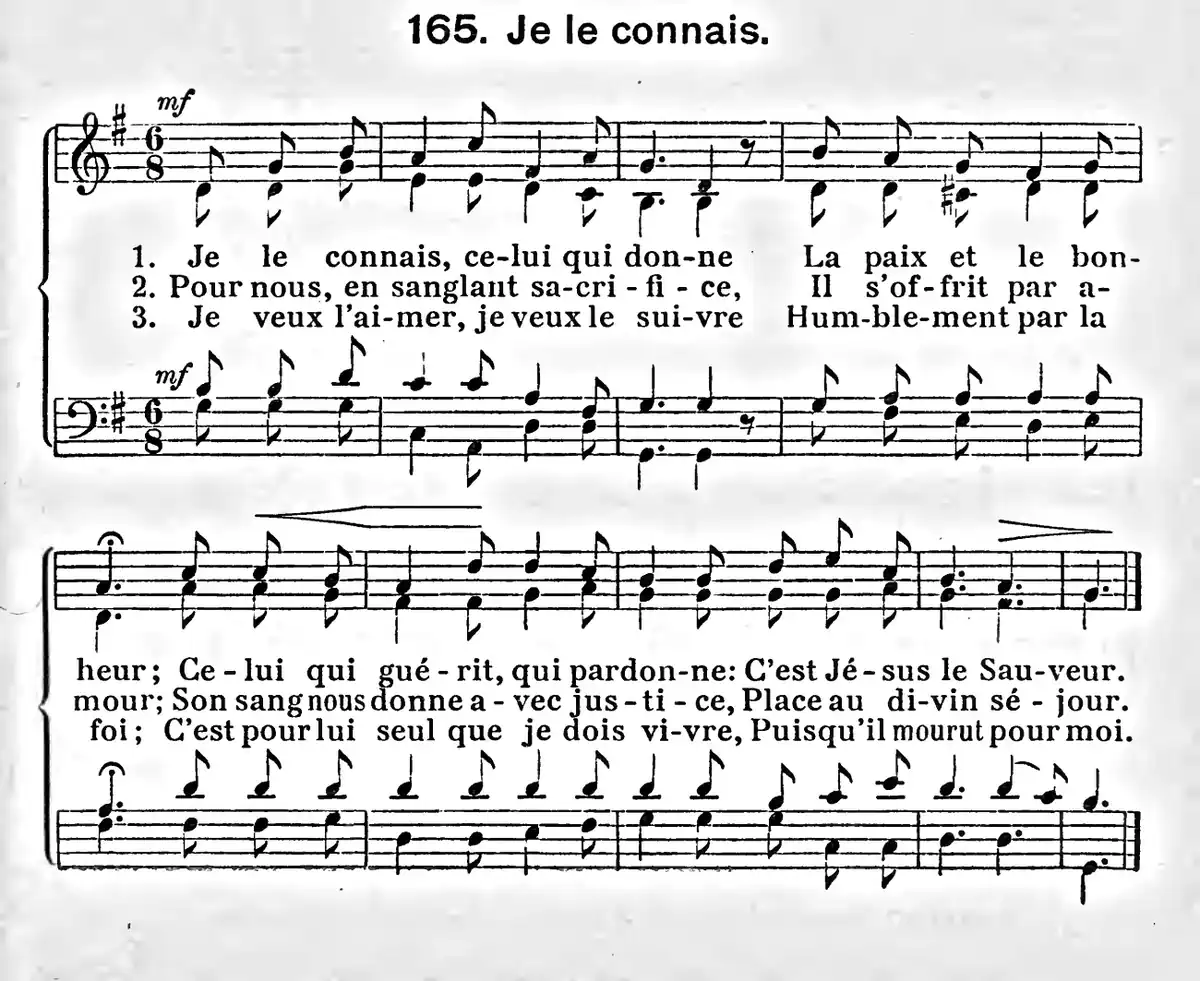 165. Je le connais.
mf
6
8
1. Je le connais, ce-lui qui don-ne La paix et le bon-
2. Pour nous, en sanglant sa-cri-fi-ce, Il s'of-frit par a-
3. Je veux l'ai-mer, je veux le sui-vre Hum-ble-ment par la
mf
6
8
heur; Ce-lui qui gué-rit, qui pardon-ne: C'est Jé-sus le Sau-veur.
mour; Son sang nous donne a-vec jus-ti-ce, Place au di-vin sé-jour.
foi; C'est pour lui seul que je dois vi-vre, Puisqu'il mourut pour moi.